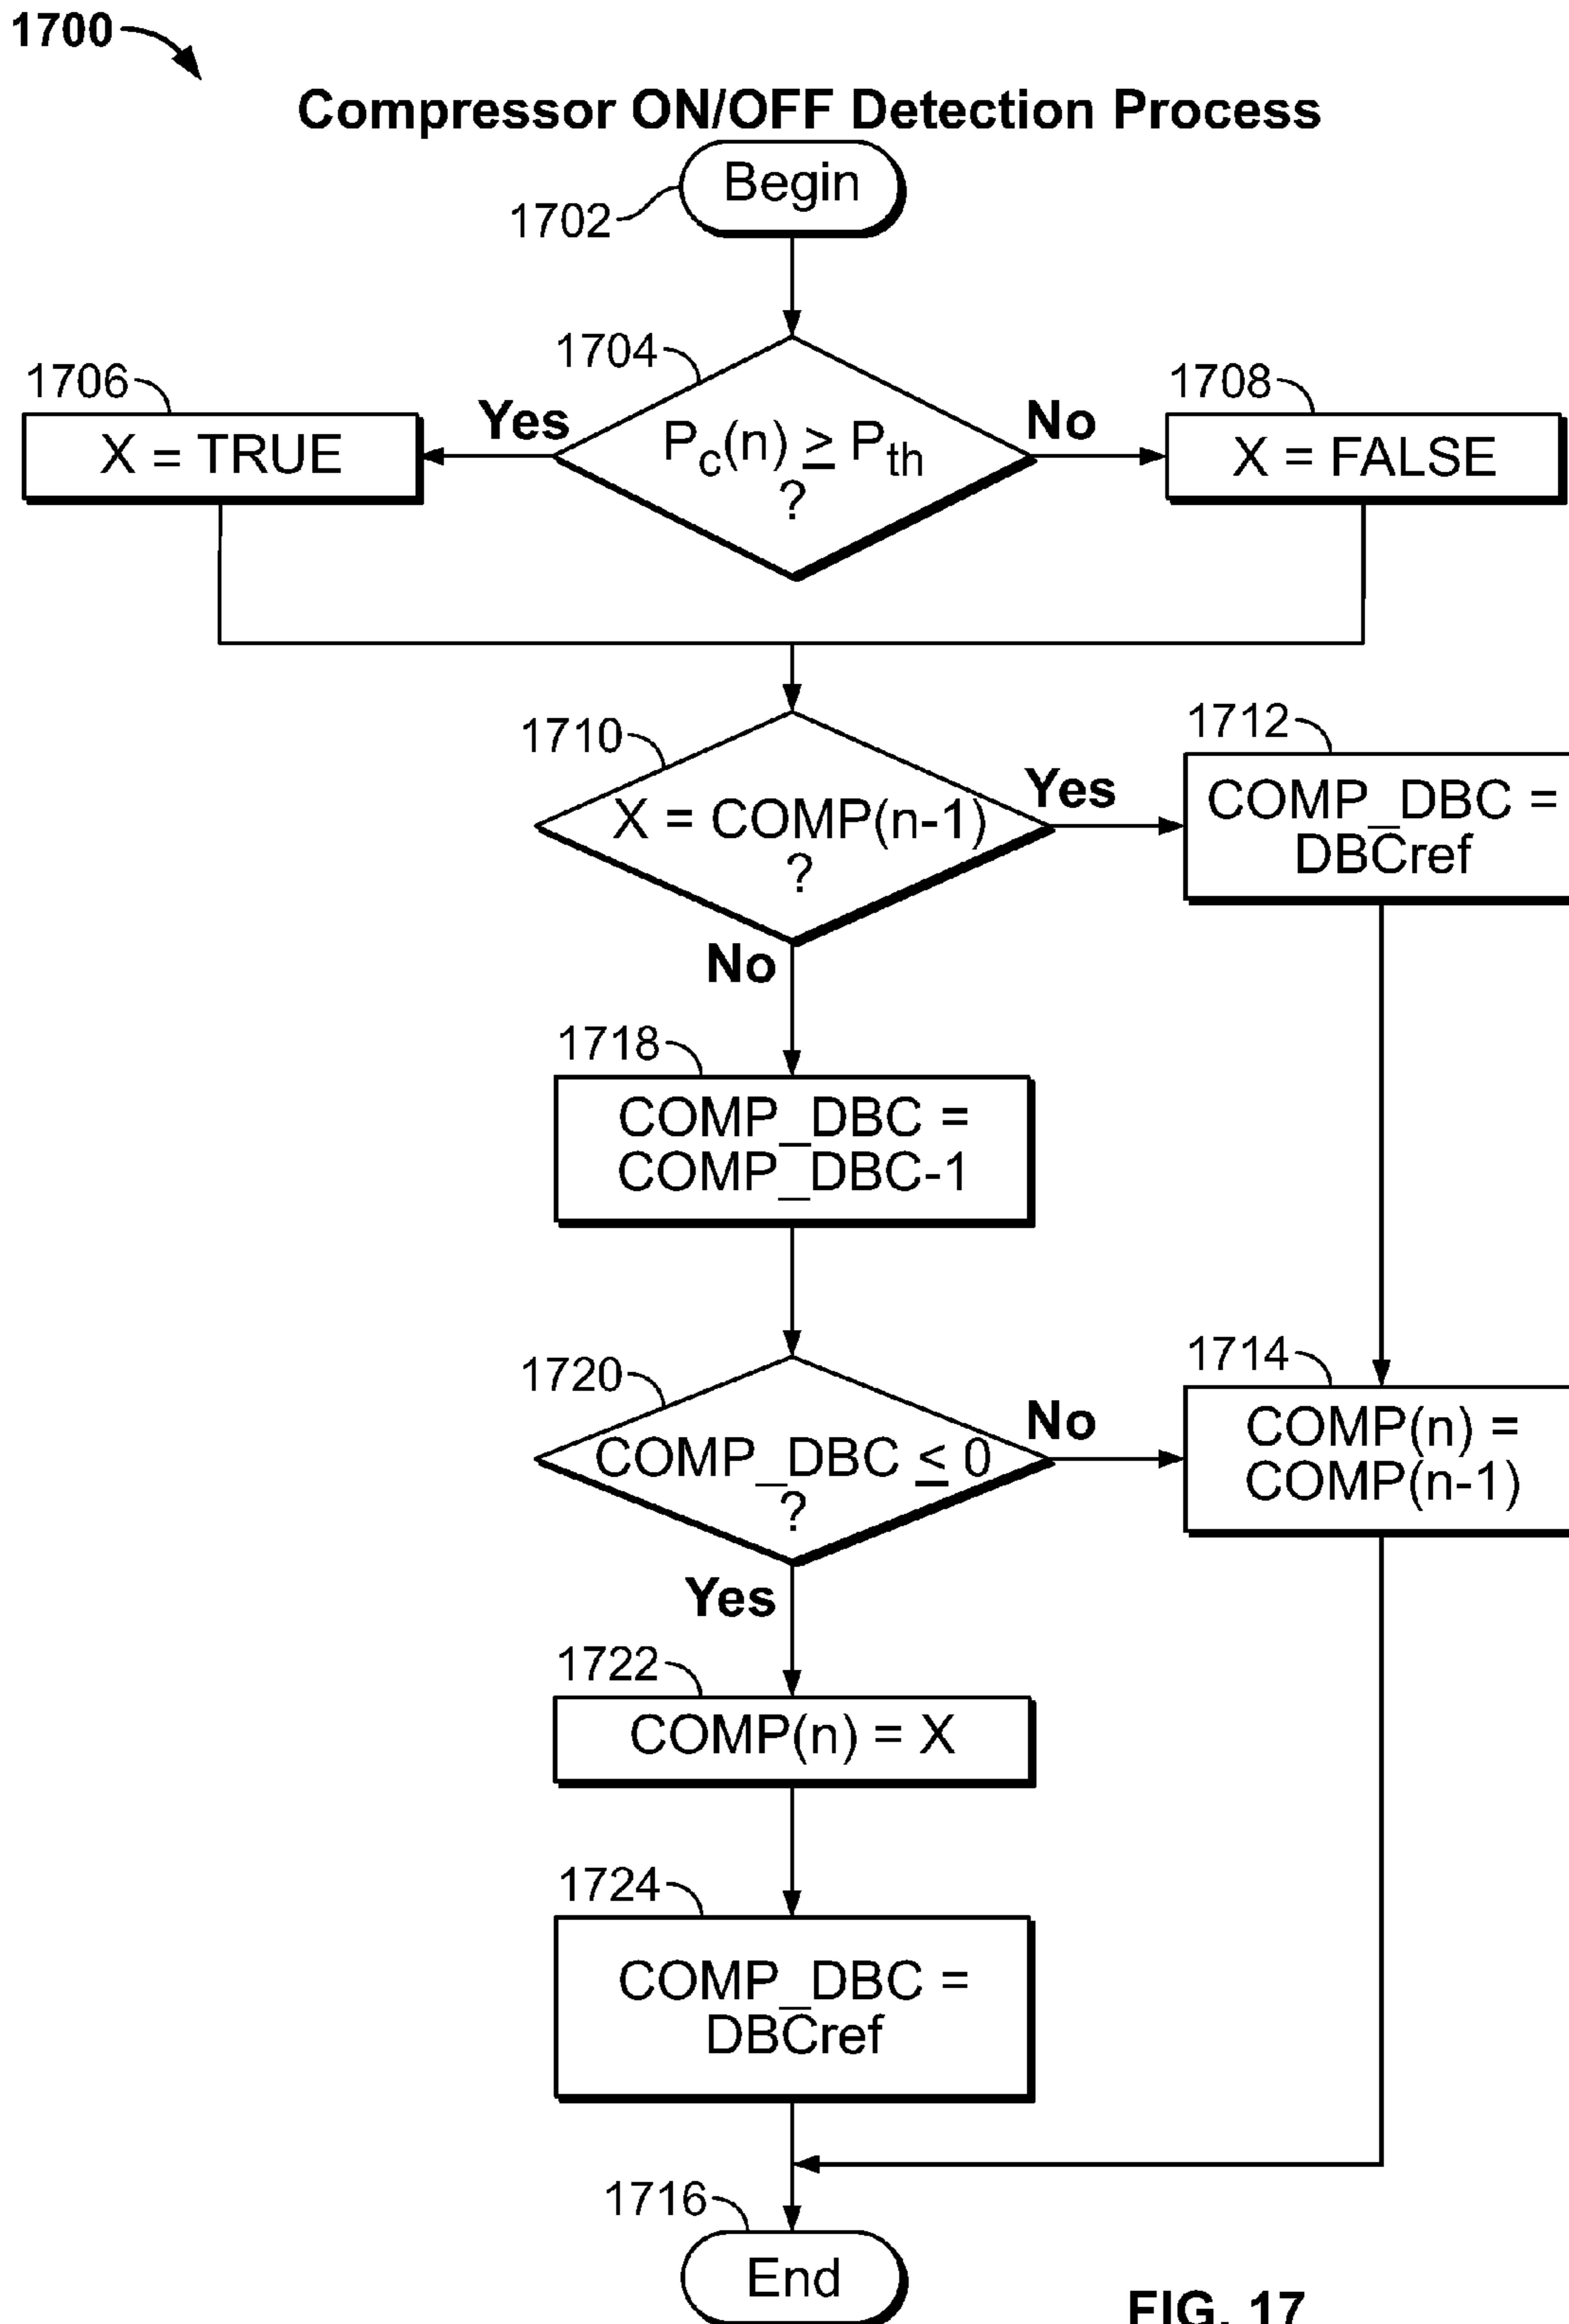 1700
Compressor ON/OFF Detection Process
Begin
1702
1704
P_c(n) ≥ P_th
?
Yes
No
1706
X = TRUE
1708
X = FALSE
1710
X = COMP(n-1)
?
Yes
1712
COMP_DBC =
DBCref
No
1718
COMP_DBC =
COMP_DBC-1
1720
COMP_DBC ≤ 0
?
No
1714
COMP(n) =
COMP(n-1)
Yes
1722
COMP(n) = X
1724
COMP_DBC =
DBCref
1716
End
FIG. 17